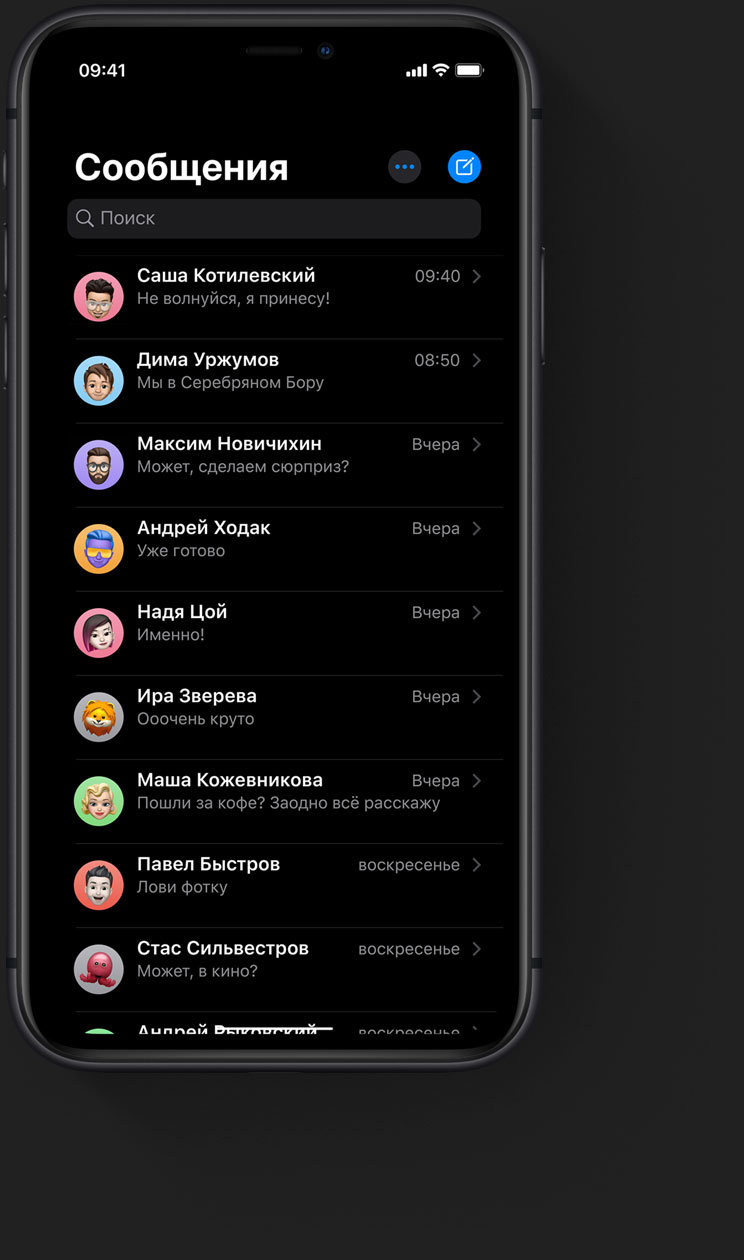 09:41
Сообщения
Поиск
Саша Котилевский 09:40
Не волнуйся, я принесу!
Дима Уржумов 08:50
Мы в Серебряном Бору
Максим Новичихин Вчера
Может, сделаем сюрприз?
Андрей Ходак Вчера
Уже готово
Надя Цой Вчера
Именно!
Ира Зверева Вчера
Ооочень круто
Маша Кожевникова Вчера
Пошли за кофе? Заодно всё расскажу
Павел Быстров воскресенье
Лови фотку
Стас Сильвестров воскресенье
Может, в кино?
Андрей воскресенье